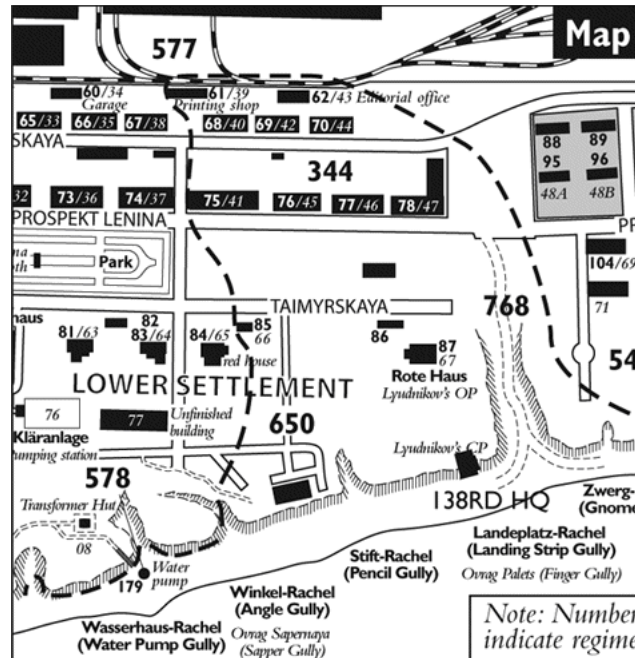 Map
577
60/34
Garage
61/39
Printing shop
62/43 Editorial office
65/33
66/35
67/38
68/40
69/42
70/44
88
89
95
96
48A
48B
SKAYA
344
32
73/36
74/37
75/41
76/45
77/46
78/47
PROSPEKT LENINA
Park
104/69
71
TAIMYRSKAYA
768
54
haus
81/63
82
83/64
84/65
red house
85
66
86
87
67
Rote Haus
Lyudnikov's OP
LOWER SETTLEMENT
76
77
Unfinished
building
650
Kläranlage
umping station
578
Lyudnikov's CP
138RD HQ
Transformer Hut
08
179
Water
pump
Zwerg-
(Gnome
Landeplatz-Rachel
(Landing Strip Gully)
Ovrag Palets (Finger Gully)
Stift-Rachel
(Pencil Gully)
Winkel-Rachel
(Angle Gully)
Ovrag Sapernaya
(Sapper Gully)
Wasserhaus-Rachel
(Water Pump Gully)
Note: Number
indicate regime